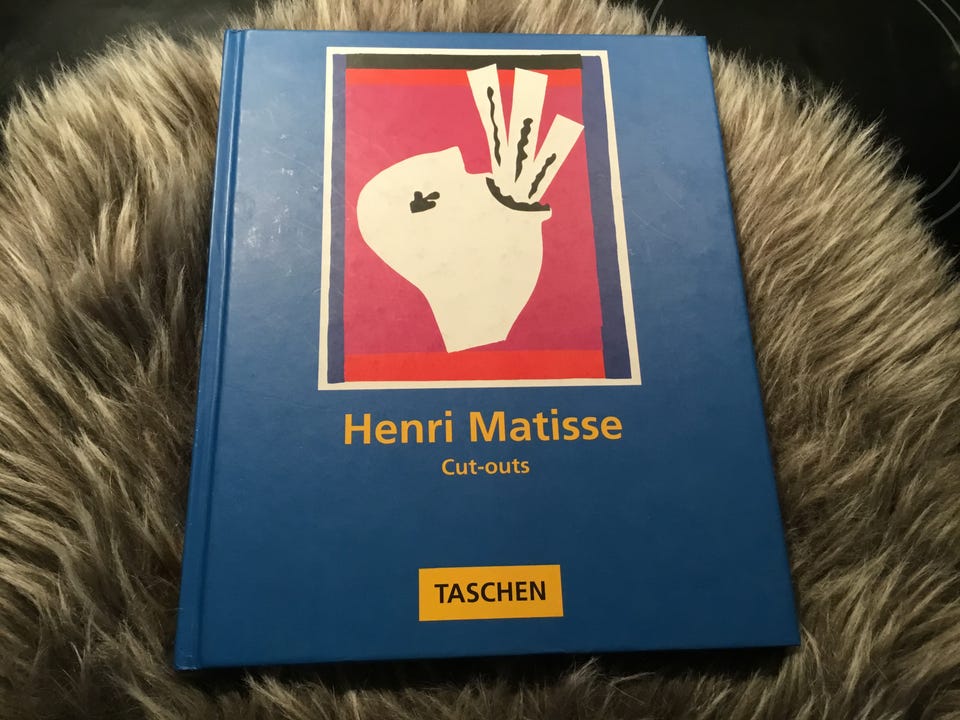 Henri Matisse
Cut-outs
TASCHEN